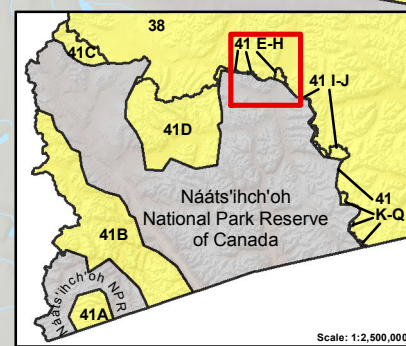 38
41C
41 E-H
41 I-J
41D
Nááts'ihch'oh
National Park Reserve
of Canada
41
K-Q
41B
Nááts'ihch'oh NPR
41A
Scale: 1:2,500,000